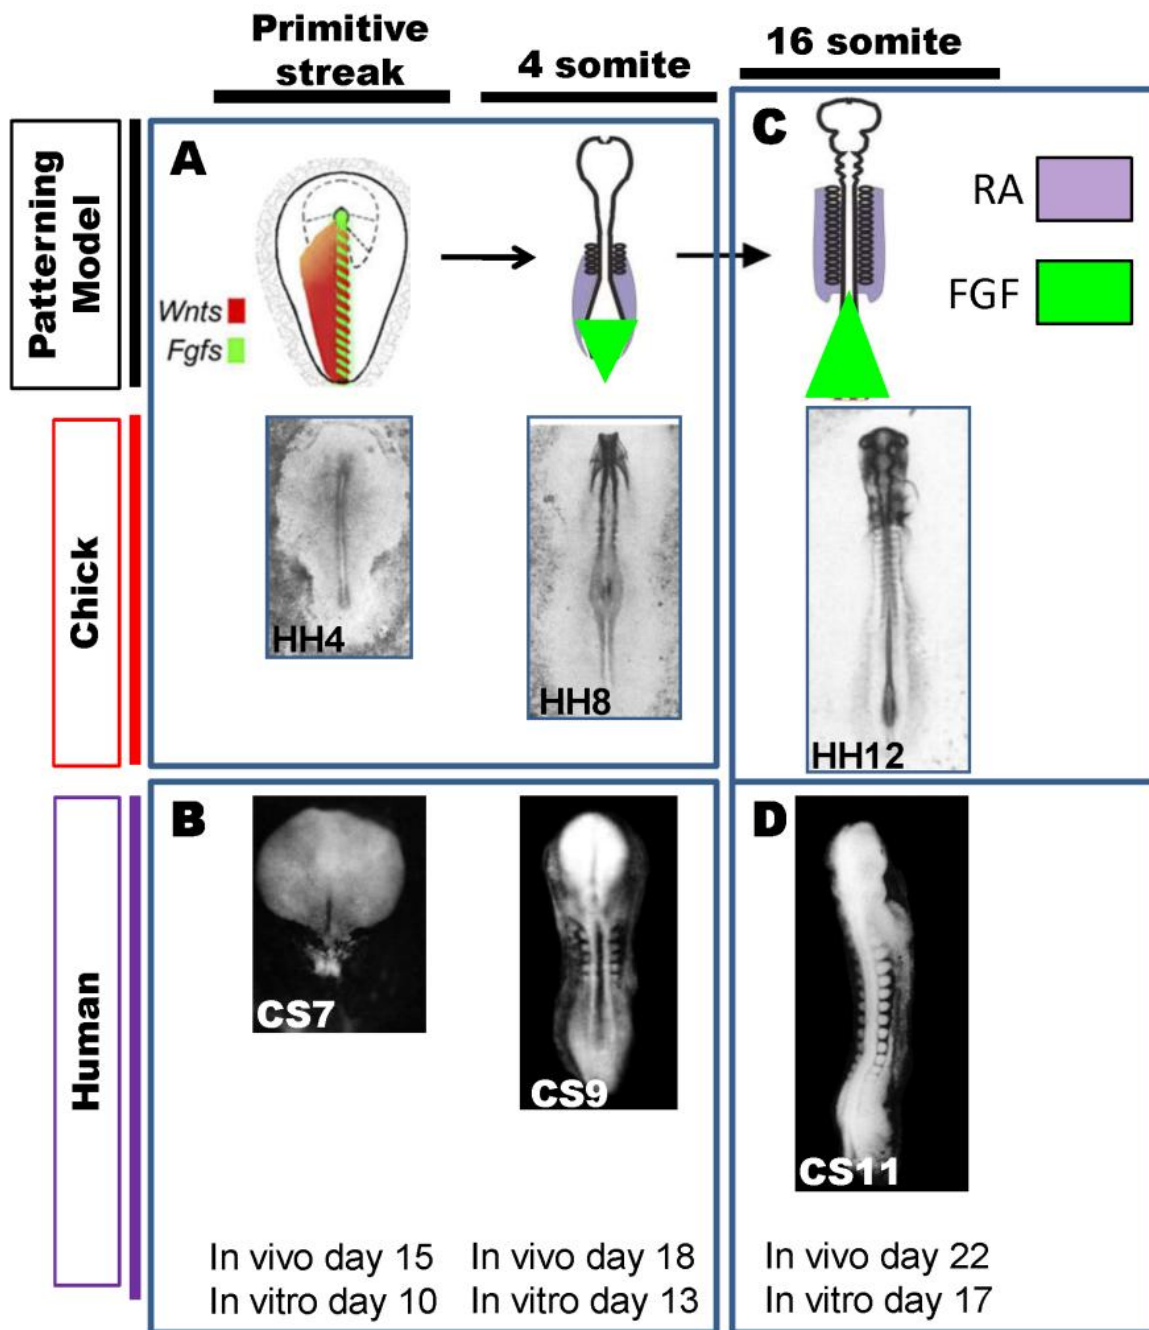 Primitive
streak
4 somite
16 somite
Patterning
Model
A
Wnts
Fgfs
C
RA
FGF
Chick
HH4
HH8
HH12
Human
B
CS7
CS9
D
CS11
In vivo day 15
In vitro day 10
In vivo day 18
In vitro day 13
In vivo day 22
In vitro day 17